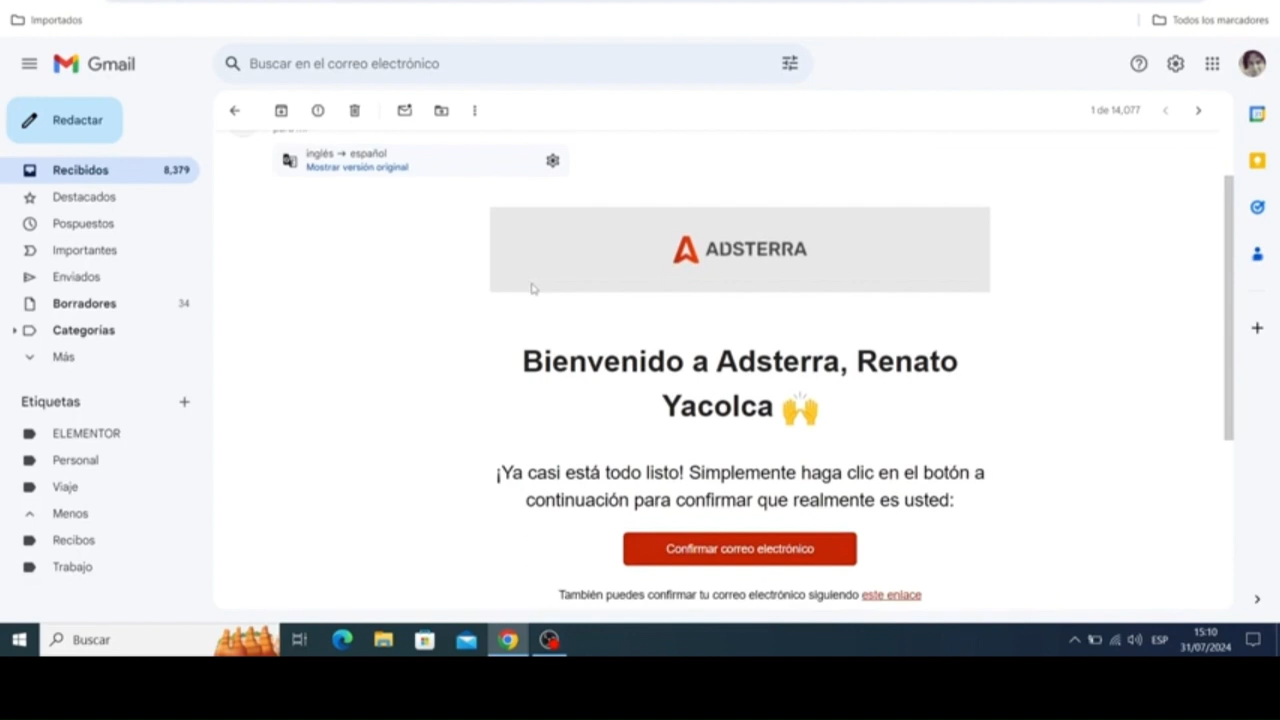 Importados
Todos los marcadores
Gmail
Buscar en el correo electrónico
Redactar
1 de 14,077
inglés → español
Mostrar versión original
Recibidos 8,379
Destacados
Pospuestos
Importantes
Enviados
Borradores 34
Categorías
Más
Etiquetas
ELEMENTOR
Personal
Viaje
Menos
Recibos
Trabajo
ADSTERRA
Bienvenido a Adsterra, Renato
Yacolca
¡Ya casi está todo listo! Simplemente haga clic en el botón a
continuación para confirmar que realmente es usted:
Confirmar correo electrónico
También puedes confirmar tu correo electrónico siguiendo este enlace
Buscar
ESP
15:10
31/07/2024